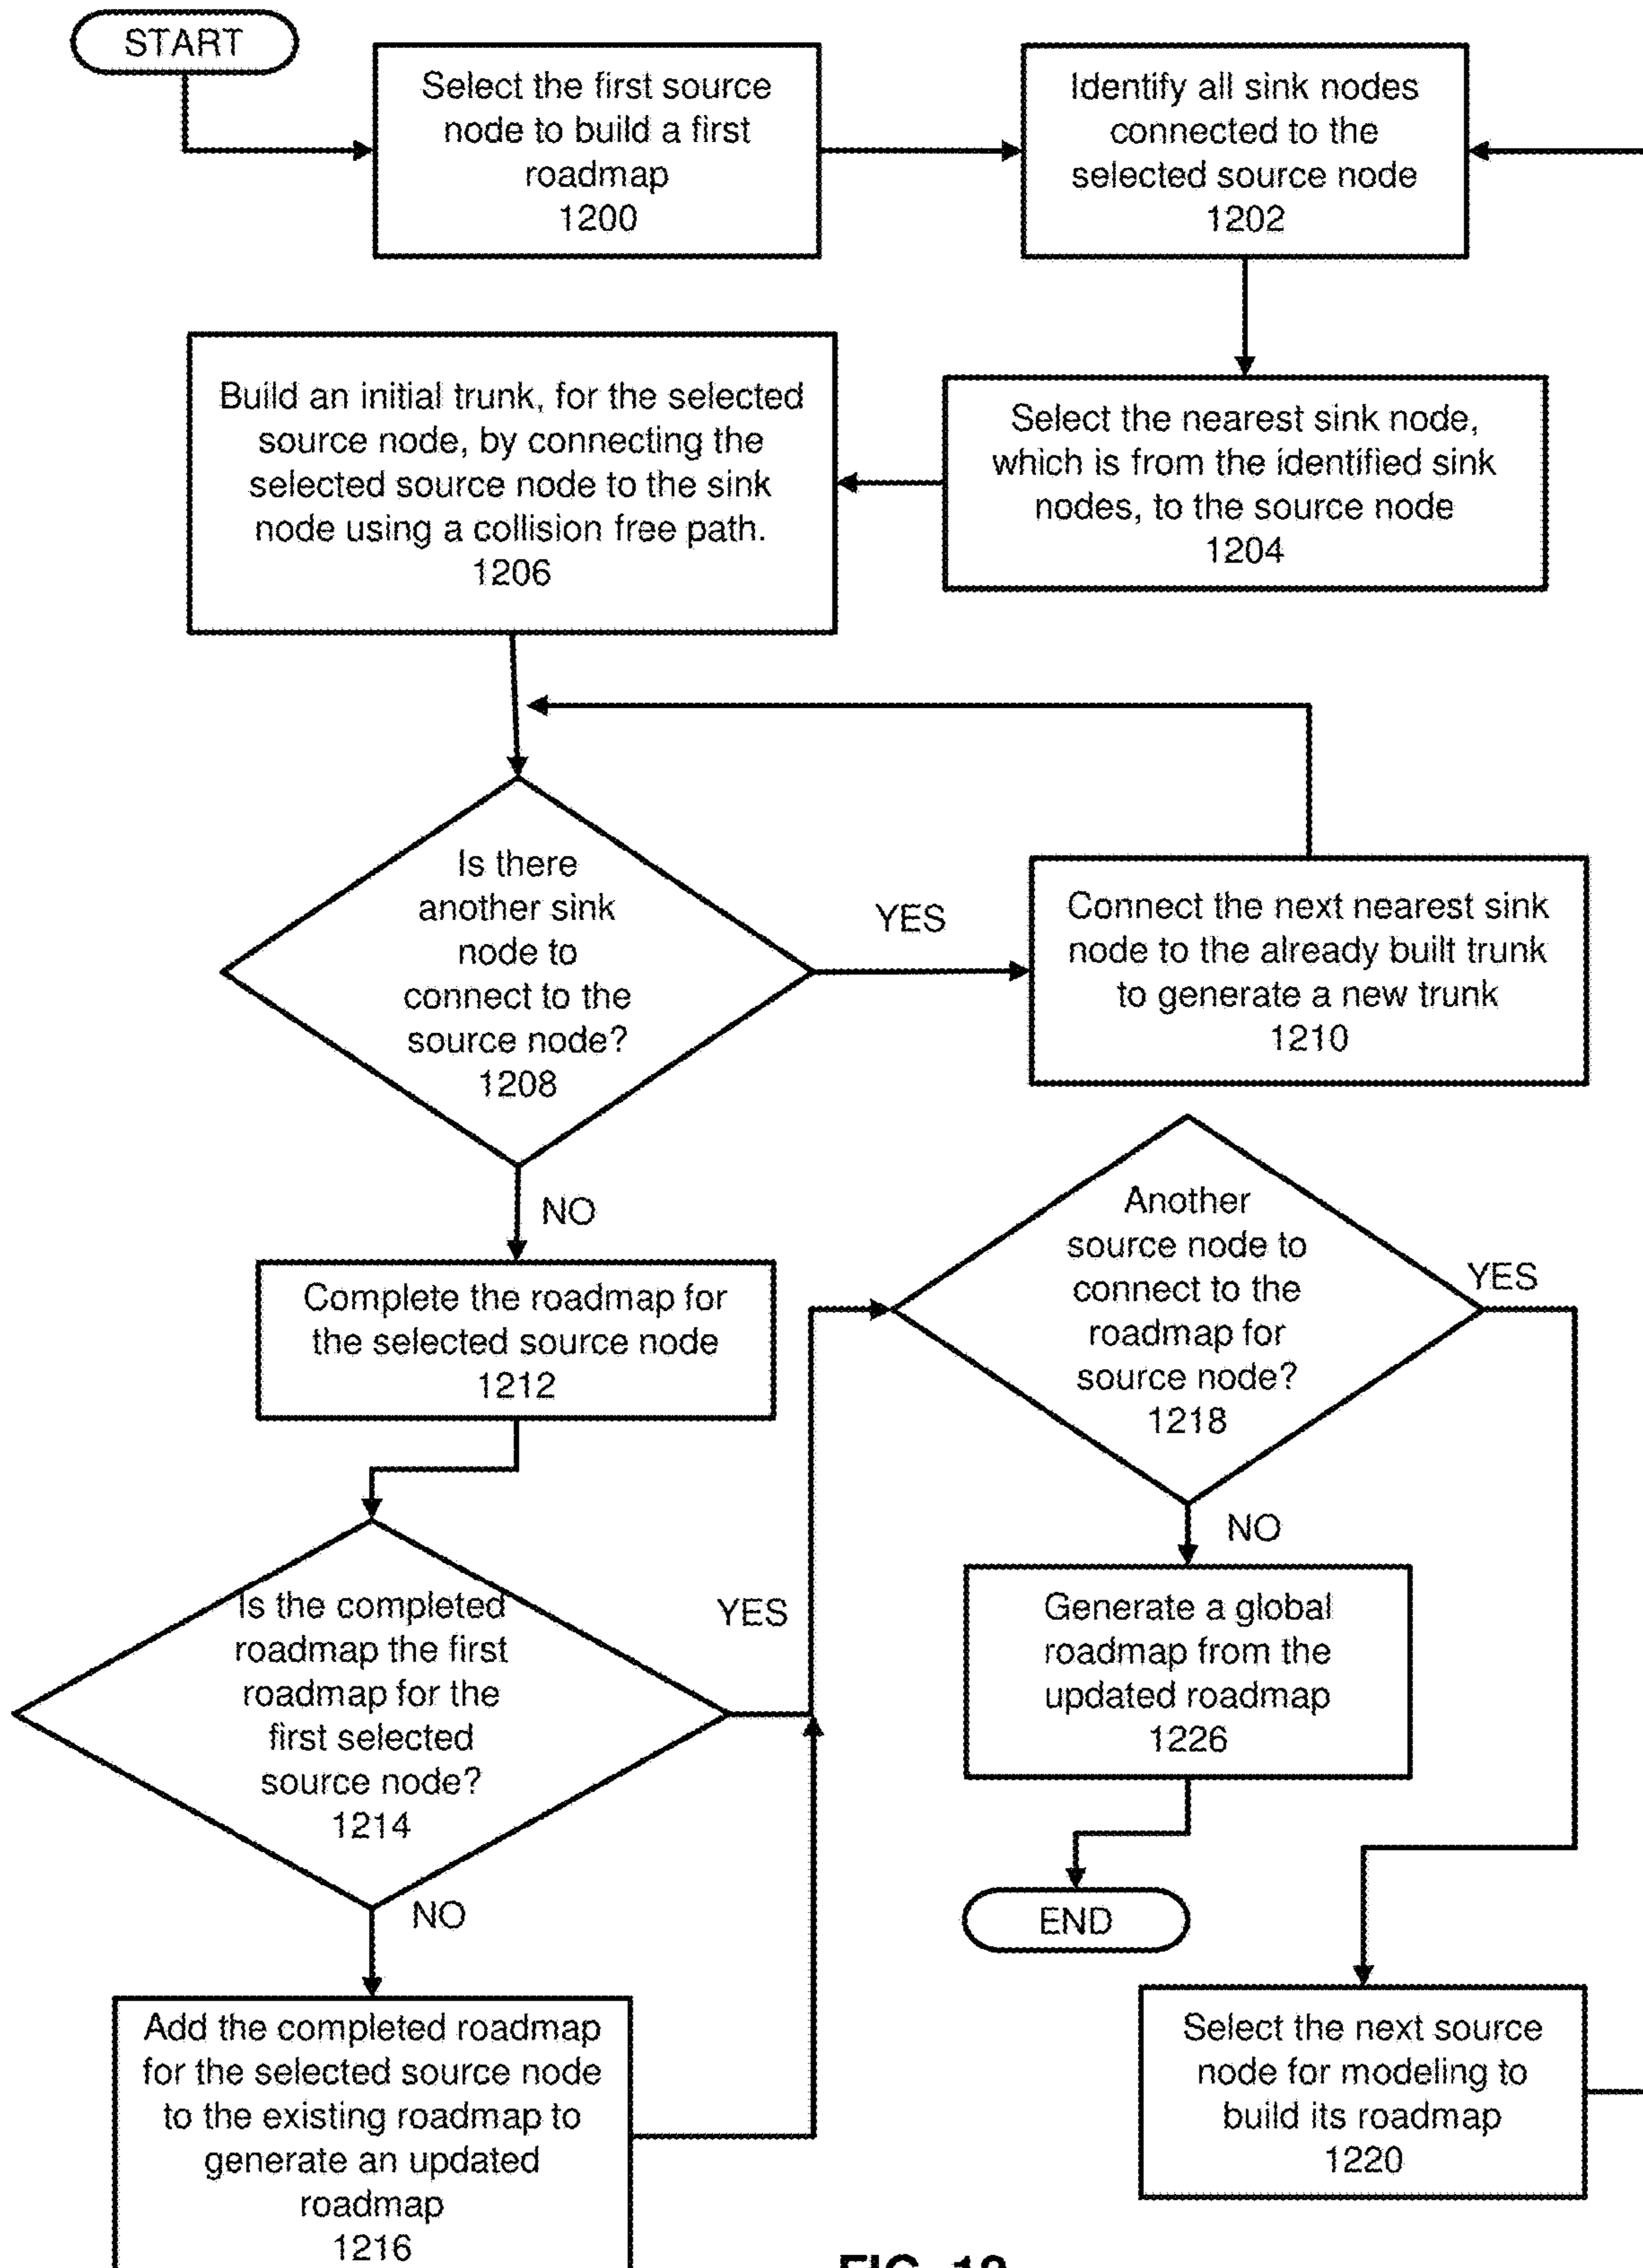 START
Select the first source
node to build a first
roadmap
1200
Identify all sink nodes
connected to the
selected source node
1202
Select the nearest sink node,
which is from the identified sink
nodes, to the source node
1204
Build an initial trunk, for the selected
source node, by connecting the
selected source node to the sink
node using a collision free path.
1206
Is there
another sink
node to
connect to the
source node?
1208
YES
Connect the next nearest sink
node to the already built trunk
to generate a new trunk
1210
NO
Complete the roadmap for
the selected source node
1212
Is the completed
roadmap the first
roadmap for the
first selected
source node?
1214
YES
NO
Add the completed roadmap
for the selected source node
to the existing roadmap to
generate an updated
roadmap
1216
Another
source node to
connect to the
roadmap for
source node?
1218
YES
NO
Generate a global
roadmap from the
updated roadmap
1226
END
Select the next source
node for modeling to
build its roadmap
1220
FIG. 12